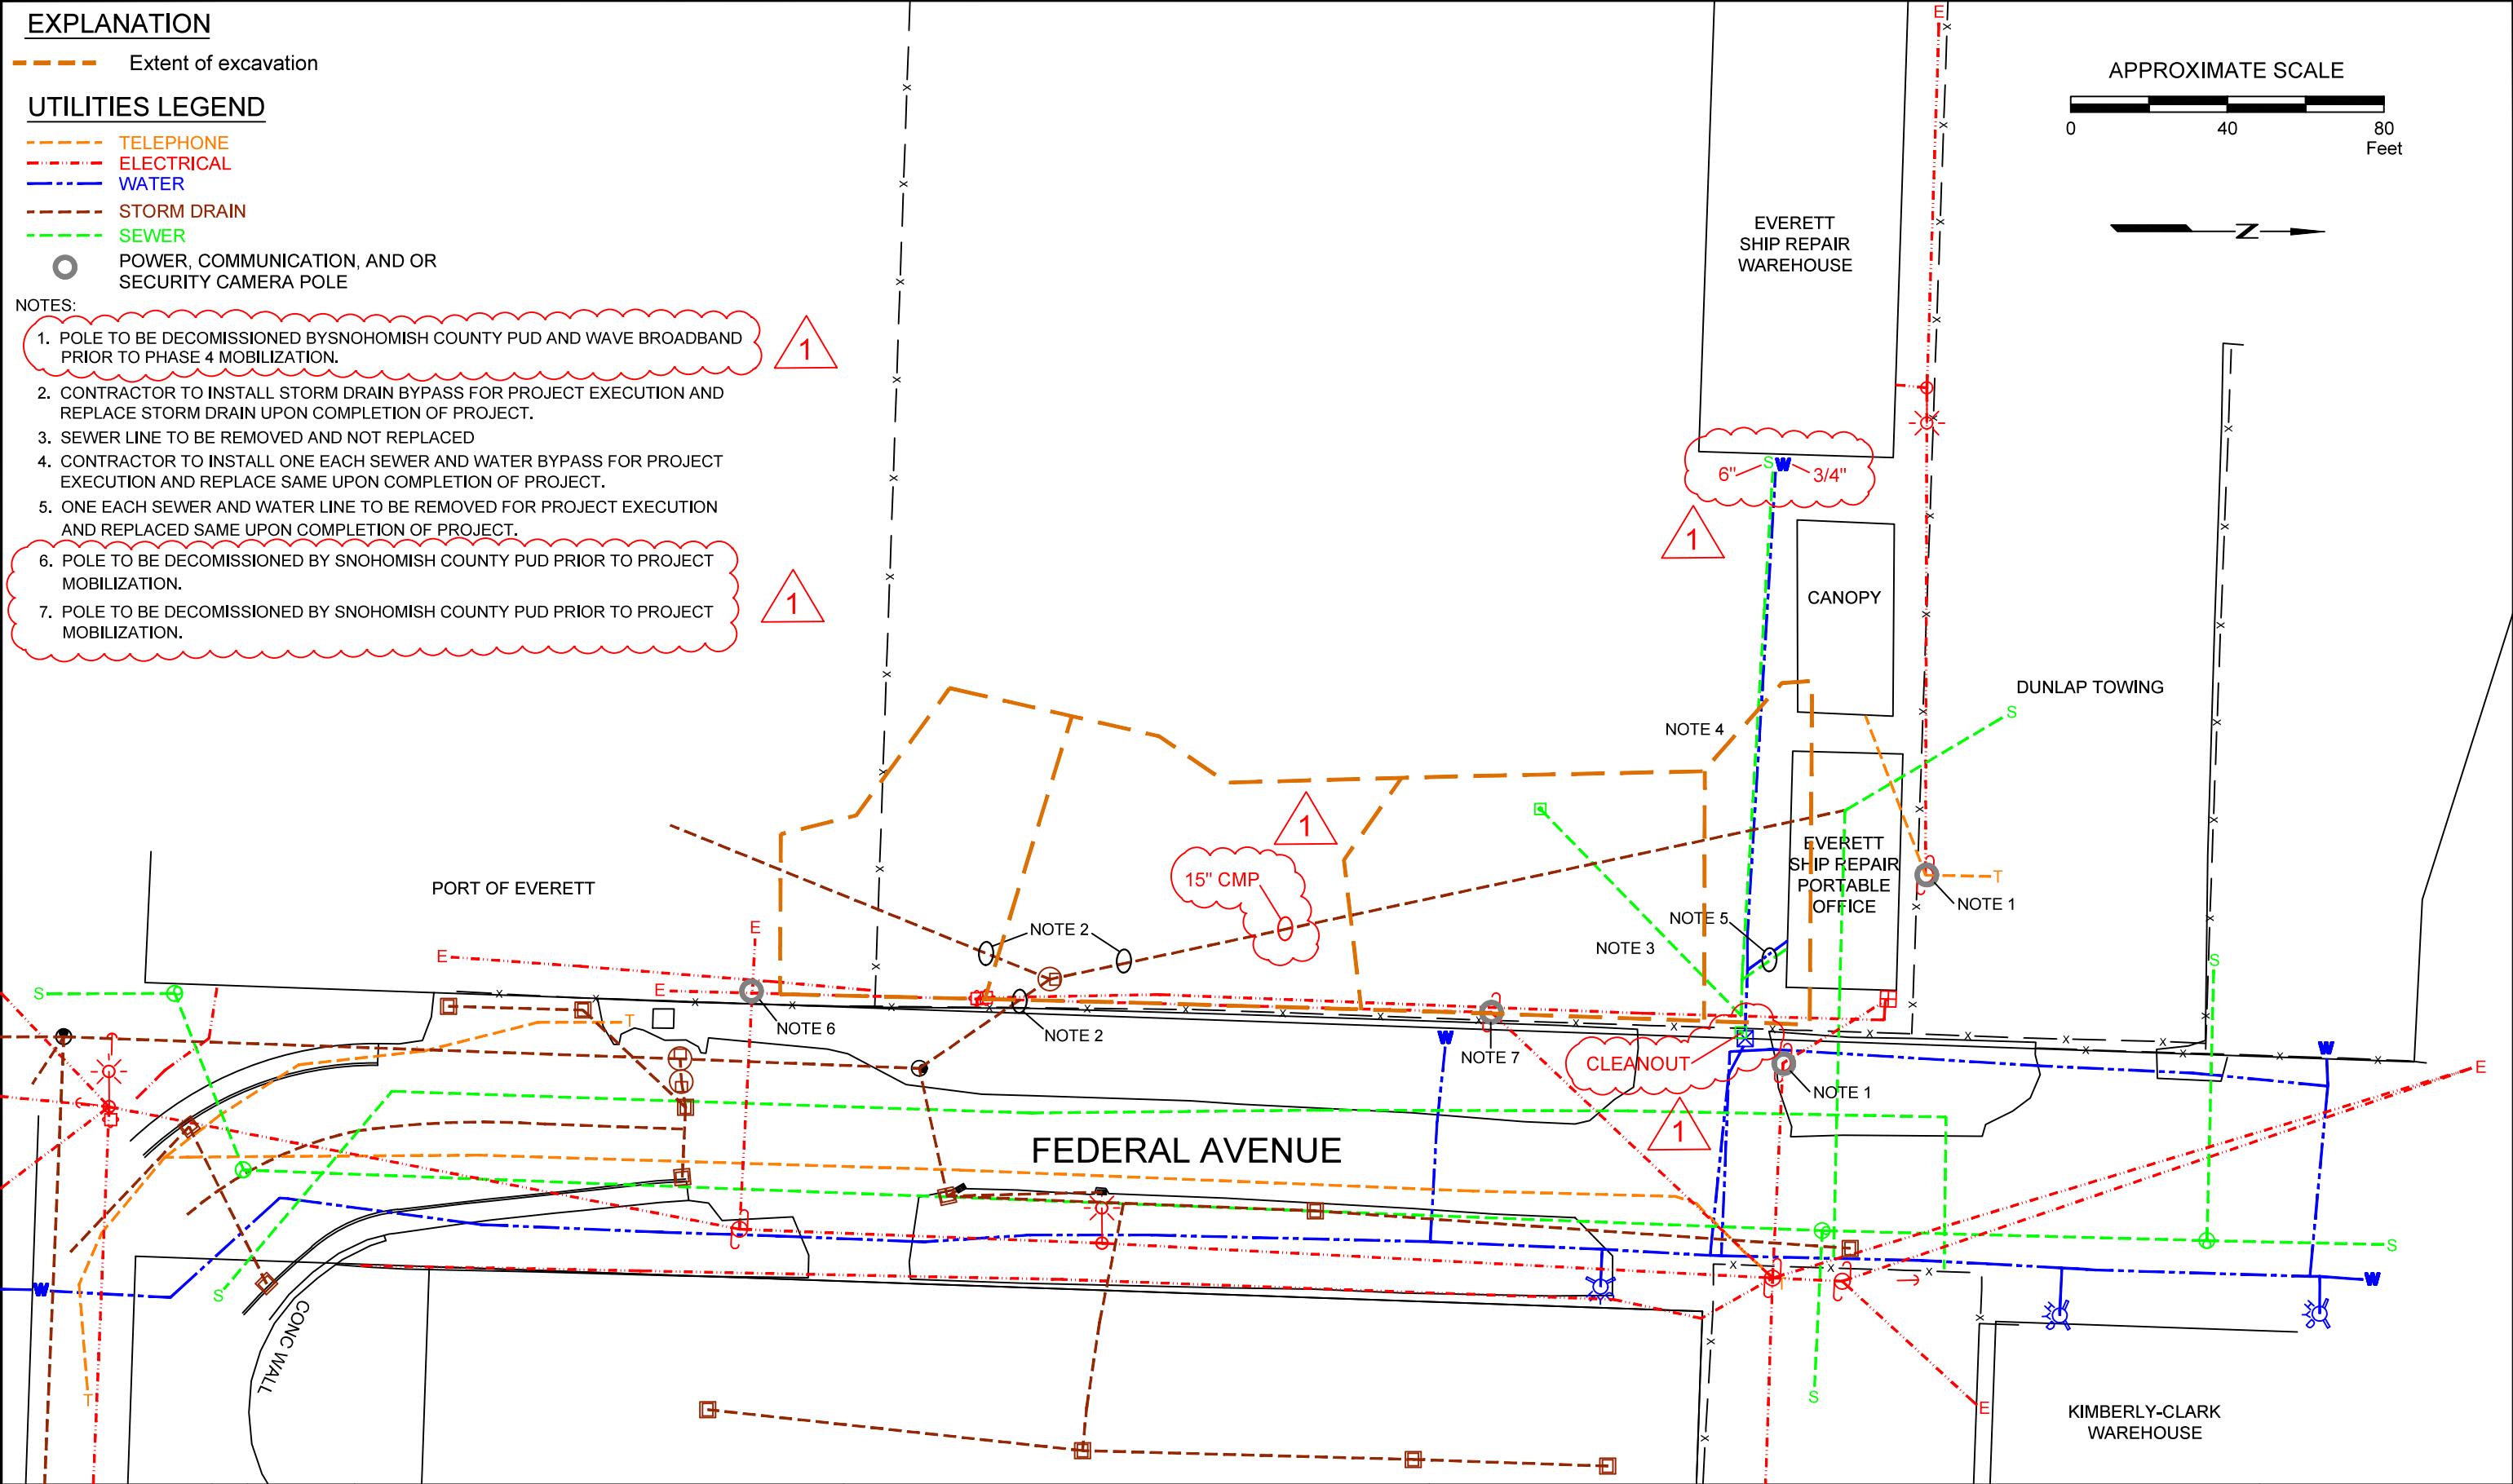 EXPLANATION
Extent of excavation
UTILITIES LEGEND
TELEPHONE
ELECTRICAL
WATER
STORM DRAIN
SEWER
POWER, COMMUNICATION, AND OR
SECURITY CAMERA POLE
NOTES:
1. POLE TO BE DECOMISSIONED BYSNOHOMISH COUNTY PUD AND WAVE BROADBAND
PRIOR TO PHASE 4 MOBILIZATION.
1
2. CONTRACTOR TO INSTALL STORM DRAIN BYPASS FOR PROJECT EXECUTION AND
REPLACE STORM DRAIN UPON COMPLETION OF PROJECT.
3. SEWER LINE TO BE REMOVED AND NOT REPLACED
4. CONTRACTOR TO INSTALL ONE EACH SEWER AND WATER BYPASS FOR PROJECT
EXECUTION AND REPLACE SAME UPON COMPLETION OF PROJECT.
5. ONE EACH SEWER AND WATER LINE TO BE REMOVED FOR PROJECT EXECUTION
AND REPLACED SAME UPON COMPLETION OF PROJECT.
6. POLE TO BE DECOMISSIONED BY SNOHOMISH COUNTY PUD PRIOR TO PROJECT
MOBILIZATION.
7. POLE TO BE DECOMISSIONED BY SNOHOMISH COUNTY PUD PRIOR TO PROJECT
MOBILIZATION.
1
E
APPROXIMATE SCALE
0 40 80
Feet
N
EVERETT
SHIP REPAIR
WAREHOUSE
6" S W 3/4"
1
CANOPY
DUNLAP TOWING
S
NOTE 4
1
15" CMP
EVERETT
SHIP REPAIR
PORTABLE
OFFICE
T
NOTE 1
PORT OF EVERETT
NOTE 2
NOTE 5
NOTE 3
E
E
E
S
S
T
NOTE 6
NOTE 2
W
NOTE 7
CLEANOUT
NOTE 1
1
W
E
FEDERAL AVENUE
S
W
W
S
HYD
HYD
CONC WALL
T
S
E
KIMBERLY-CLARK
WAREHOUSE